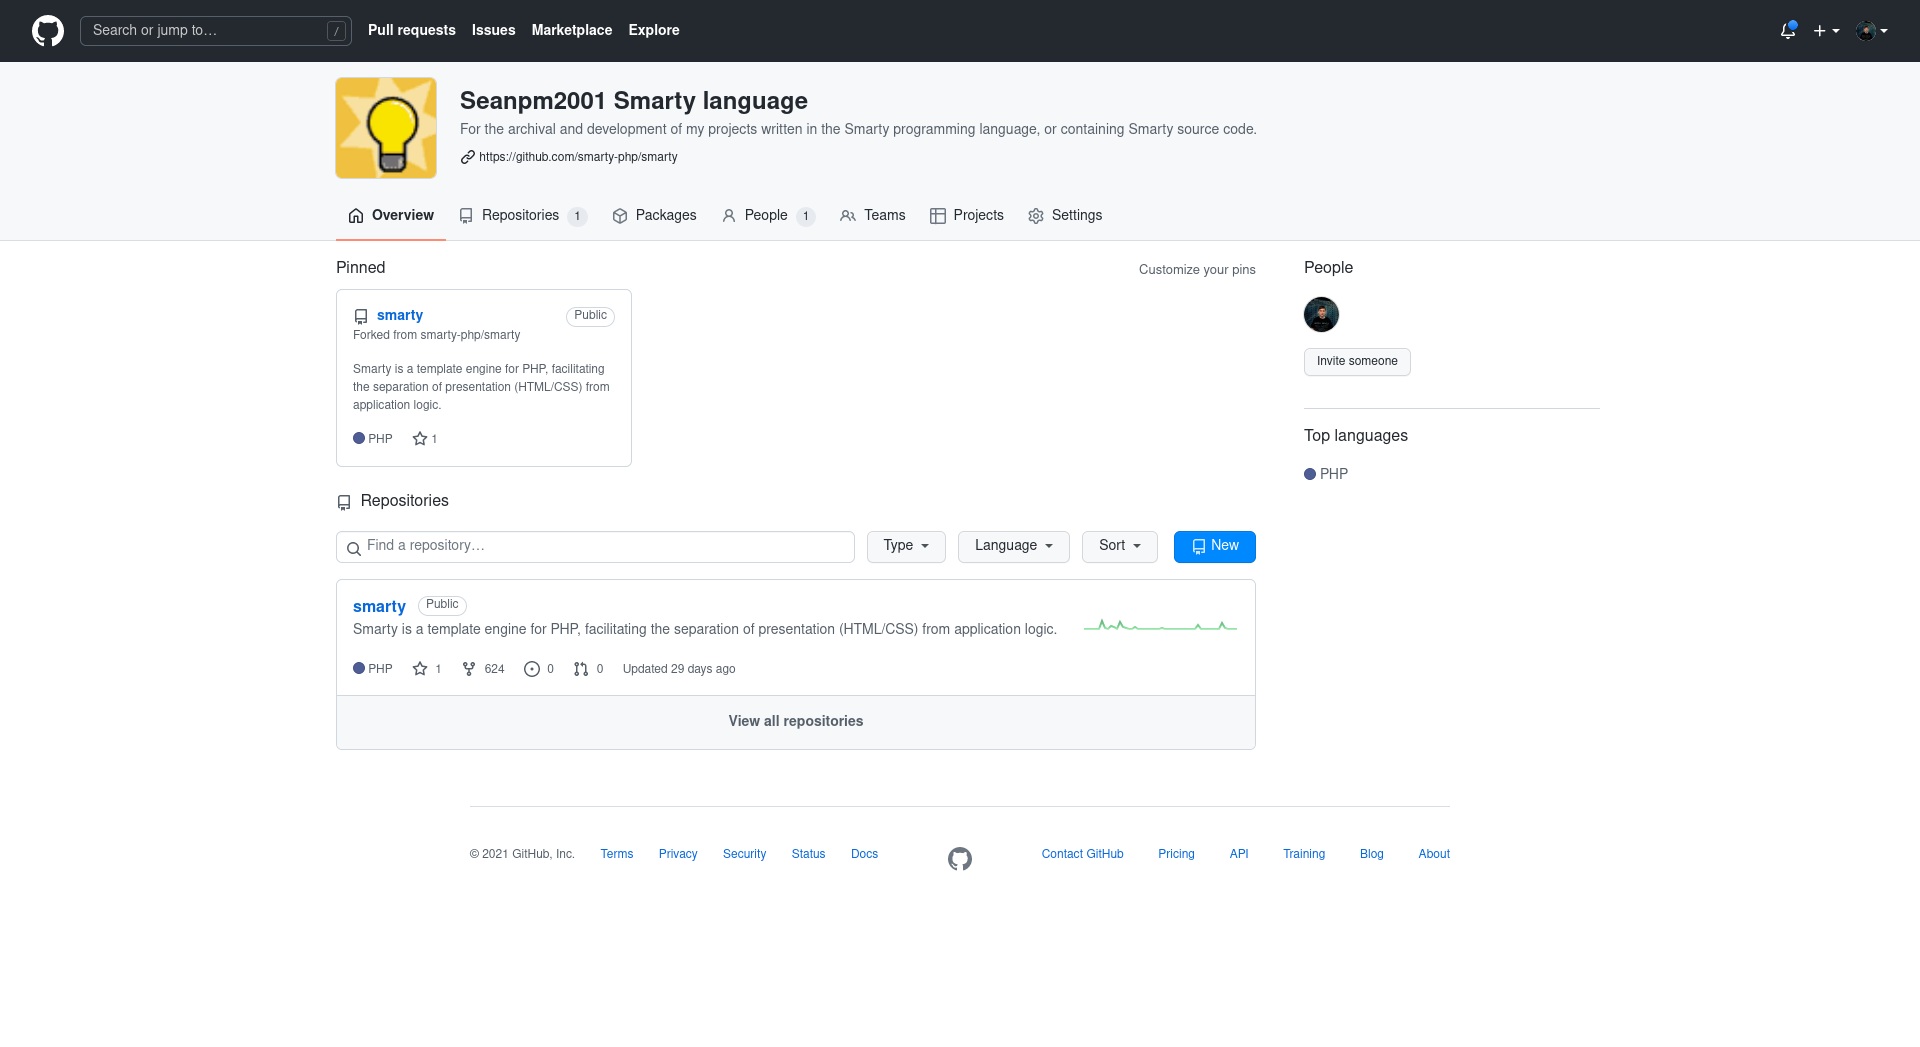 Search or jump to… /
Pull requests Issues Marketplace Explore
Seanpm2001 Smarty language
For the archival and development of my projects written in the Smarty programming language, or containing Smarty source code.
https://github.com/smarty-php/smarty
Overview Repositories 1 Packages People 1 Teams Projects Settings
Pinned
Customize your pins
smarty Public
Forked from smarty-php/smarty
Smarty is a template engine for PHP, facilitating
the separation of presentation (HTML/CSS) from
application logic.
PHP 1
Repositories
Find a repository… Type Language Sort New
smarty Public
Smarty is a template engine for PHP, facilitating the separation of presentation (HTML/CSS) from application logic.
PHP 1 624 0 0 Updated 29 days ago
View all repositories
People
Invite someone
Top languages
PHP
© 2021 GitHub, Inc. Terms Privacy Security Status Docs Contact GitHub Pricing API Training Blog About